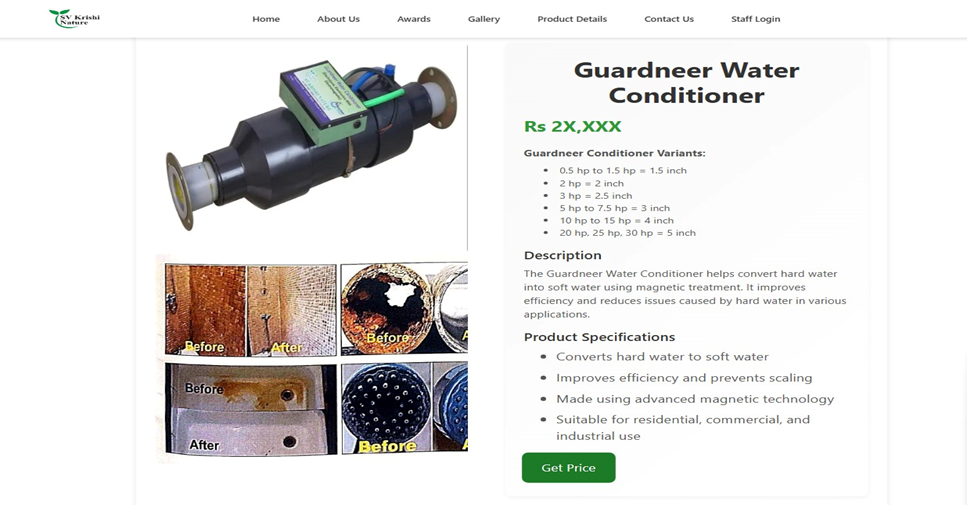 SV Krishi
Nature
Home
About Us
Awards
Gallery
Product Details
Contact Us
Staff Login
Before
After
Before
A
Before
After
Before
A
Guardneer Water
Conditioner
Rs 2X,XXX
Guardneer Conditioner Variants:
• 0.5 hp to 1.5 hp = 1.5 inch
• 2 hp = 2 inch
• 3 hp = 2.5 inch
• 5 hp to 7.5 hp = 3 inch
• 10 hp to 15 hp = 4 inch
• 20 hp, 25 hp, 30 hp = 5 inch
Description
The Guardneer Water Conditioner helps convert hard water
into soft water using magnetic treatment. It improves
efficiency and reduces issues caused by hard water in various
applications.
Product Specifications
• Converts hard water to soft water
• Improves efficiency and prevents scaling
• Made using advanced magnetic technology
• Suitable for residential, commercial, and
industrial use
Get Price